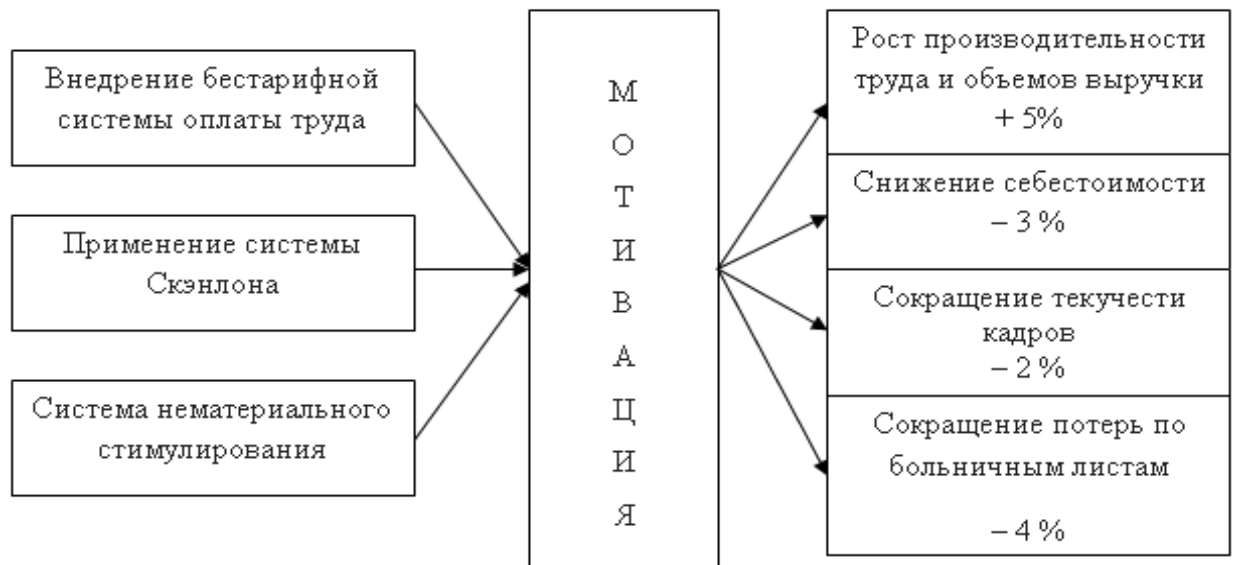 Внедрение бестарифной
системы оплаты труда
Применение системы
Скэнлона
Система нематериального
стимулирования
М
О
Т
И
В
А
Ц
И
Я
Рост производительности
труда и объемов выручки
+ 5%
Снижение себестоимости
– 3 %
Сокращение текучести
кадров
– 2 %
Сокращение потерь по
больничным листам
– 4 %